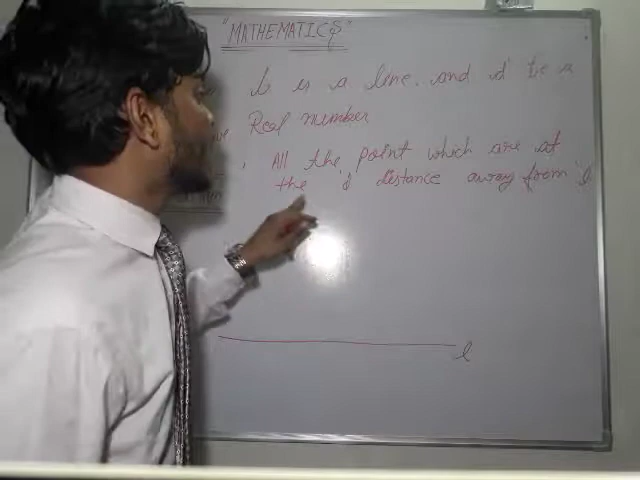 "MATHEMATICS"
L is a line. and 'd' be a
Real number
All the point which are at
the 'd' distance away from 'l
l